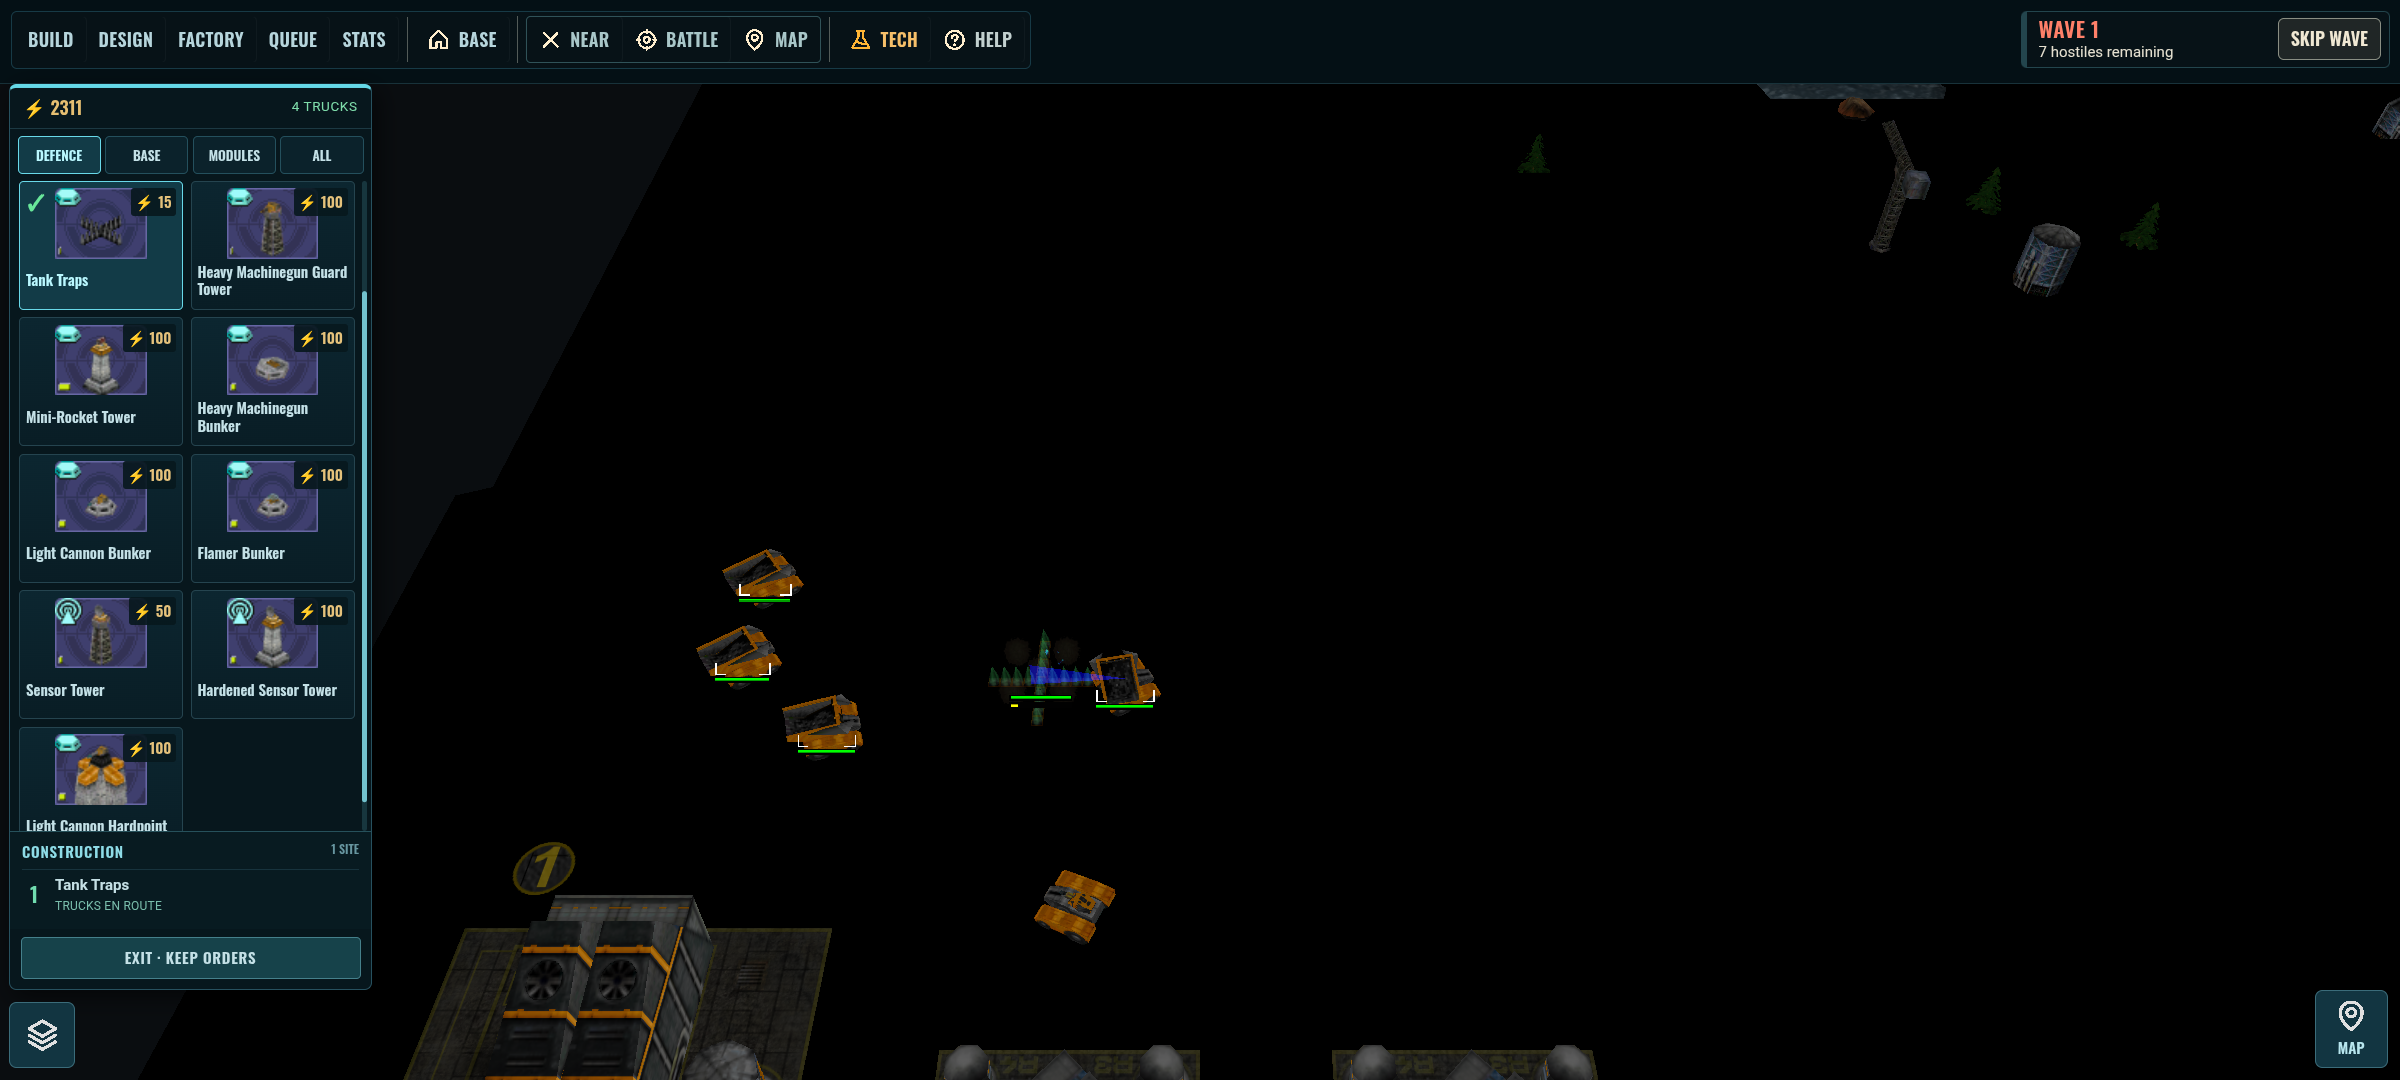 BUILD DESIGN FACTORY QUEUE STATS BASE NEAR BATTLE MAP TECH HELP
WAVE 1
7 hostiles remaining
SKIP WAVE
2311
4 TRUCKS
DEFENCE BASE MODULES ALL
15
Tank Traps
100
Heavy Machinegun Guard
Tower
100
Mini-Rocket Tower
100
Heavy Machinegun
Bunker
100
Light Cannon Bunker
100
Flamer Bunker
50
Sensor Tower
100
Hardened Sensor Tower
100
Light Cannon Hardpoint
CONSTRUCTION
1 SITE
1
Tank Traps
TRUCKS EN ROUTE
EXIT · KEEP ORDERS
1
MAP